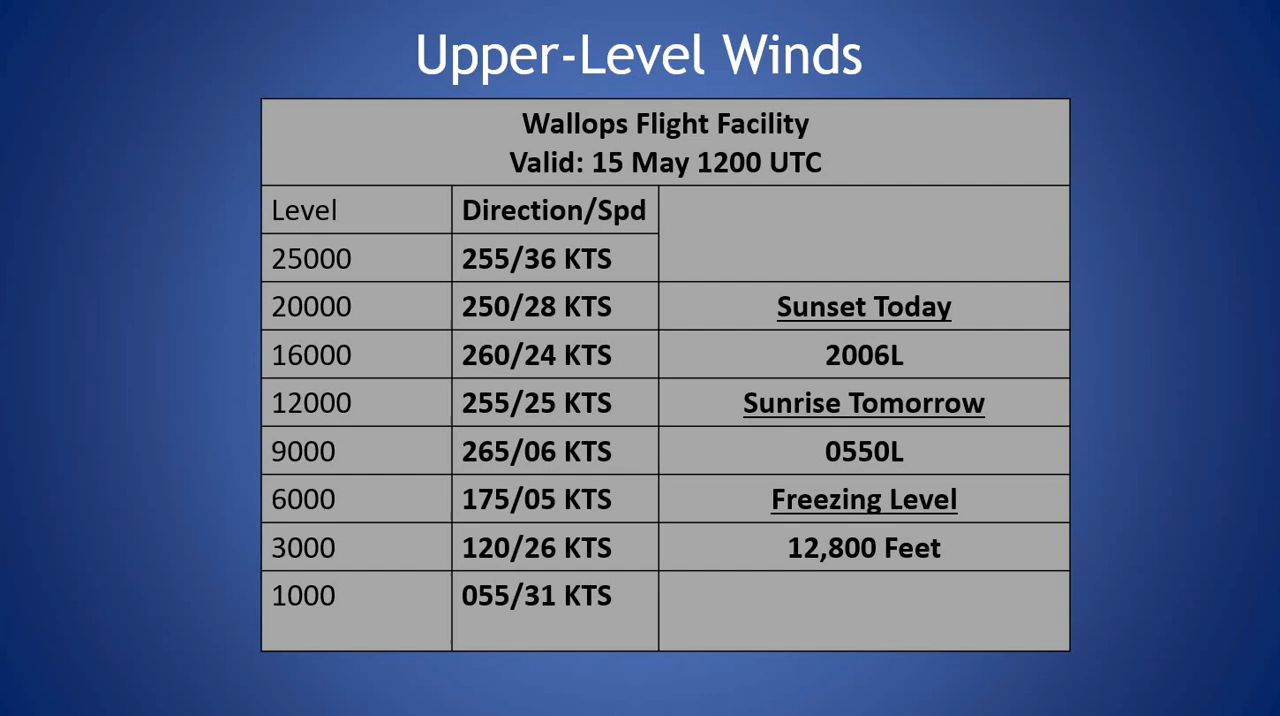 Upper-Level Winds
Wallops Flight Facility
Valid: 15 May 1200 UTC
Level Direction/Spd
25000 255/36 KTS
20000 250/28 KTS Sunset Today
16000 260/24 KTS 2006L
12000 255/25 KTS Sunrise Tomorrow
9000 265/06 KTS 0550L
6000 175/05 KTS Freezing Level
3000 120/26 KTS 12,800 Feet
1000 055/31 KTS